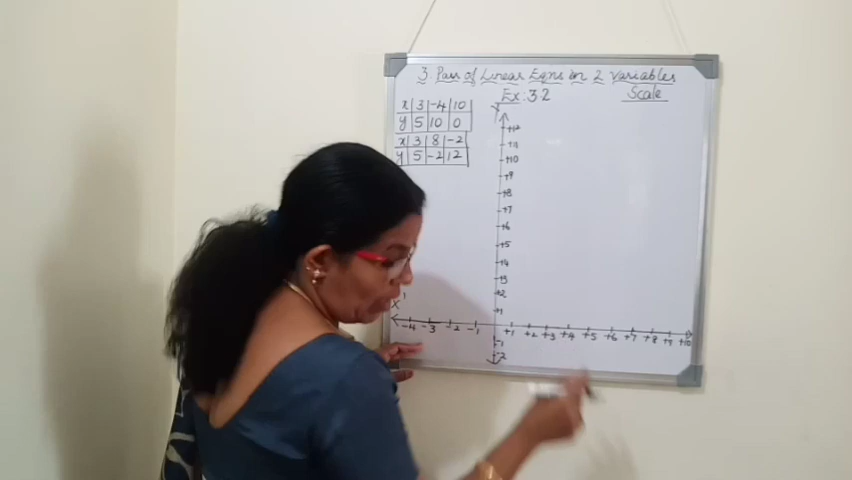 3 Pair of Linear Eqns in 2 Variables
Ex: 3.2
Scale
x 3 -4 10
y 5 10 0
x 3 8 -2
y 5 -2 12
Y
+12
+11
+10
+9
+8
+7
+6
+5
+4
+3
+2
+1
X'
-4 -3 -2 -1 +1 +2 +3 +4 +5 +6 +7 +8 +9 +10
-1
-2